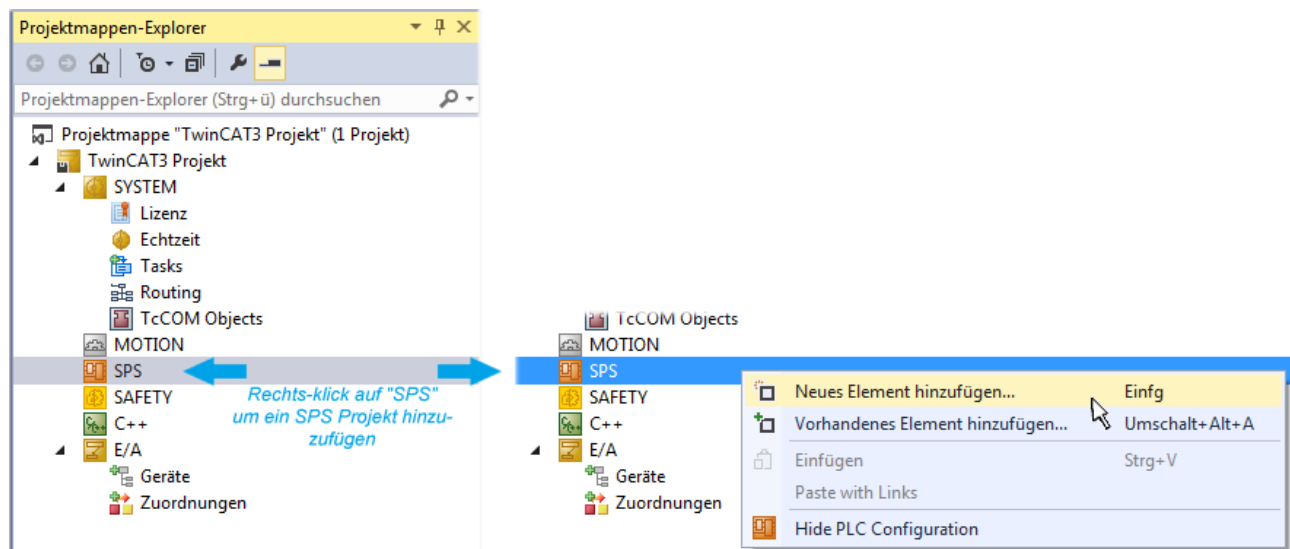 Projektmappen-Explorer
Projektmappen-Explorer (Strg+ü) durchsuchen
Projektmappe "TwinCAT3 Projekt" (1 Projekt)
TwinCAT3 Projekt
SYSTEM
Lizenz
Echtzeit
Tasks
Routing
TcCOM Objects
MOTION
SPS
SAFETY
C++
E/A
Geräte
Zuordnungen
Rechts-klick auf "SPS"
um ein SPS Projekt hinzu-
zufügen
TcCOM Objects
MOTION
SPS
SAFETY
C++
E/A
Geräte
Zuordnungen
Neues Element hinzufügen... Einfg
Vorhandenes Element hinzufügen... Umschalt+Alt+A
Einfügen Strg+V
Paste with Links
Hide PLC Configuration